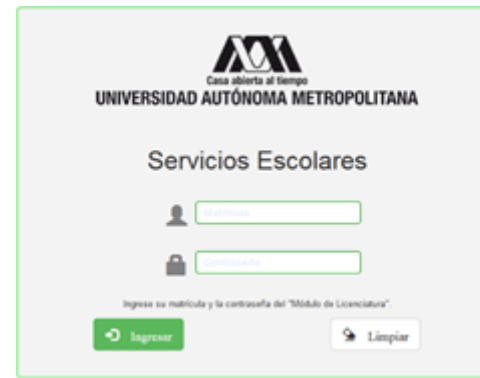 Casa abierta al tiempo
UNIVERSIDAD AUTÓNOMA METROPOLITANA
Servicios Escolares
Matrícula
Contraseña
Ingrese su matrícula y la contraseña del "Módulo de Licenciatura".
Ingresar
Limpiar